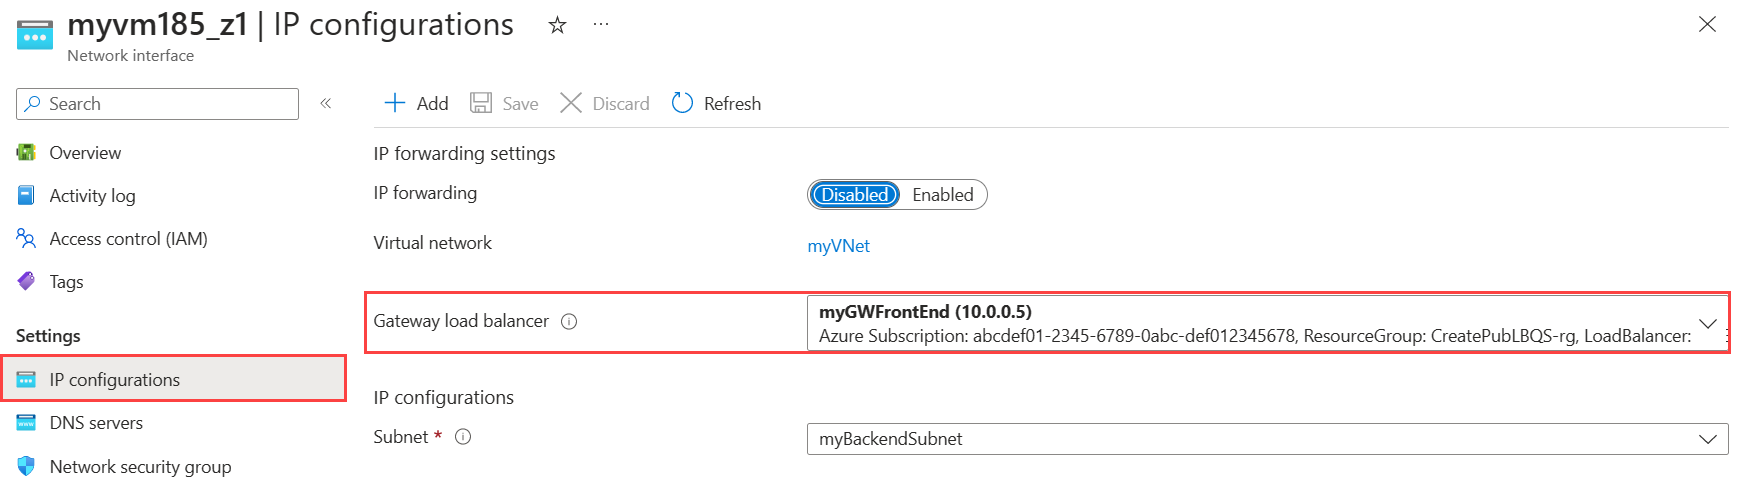 myvm185_z1 | IP configurations
Network interface
Search
Add Save Discard Refresh
Overview
Activity log
Access control (IAM)
Tags
Settings
IP configurations
DNS servers
Network security group
IP forwarding settings
IP forwarding Disabled Enabled
Virtual network myVNet
Gateway load balancer myGWFrontEnd (10.0.0.5)
Azure Subscription: abcdef01-2345-6789-0abc-def012345678, ResourceGroup: CreatePubLBQS-rg, LoadBalancer:
IP configurations
Subnet * myBackendSubnet